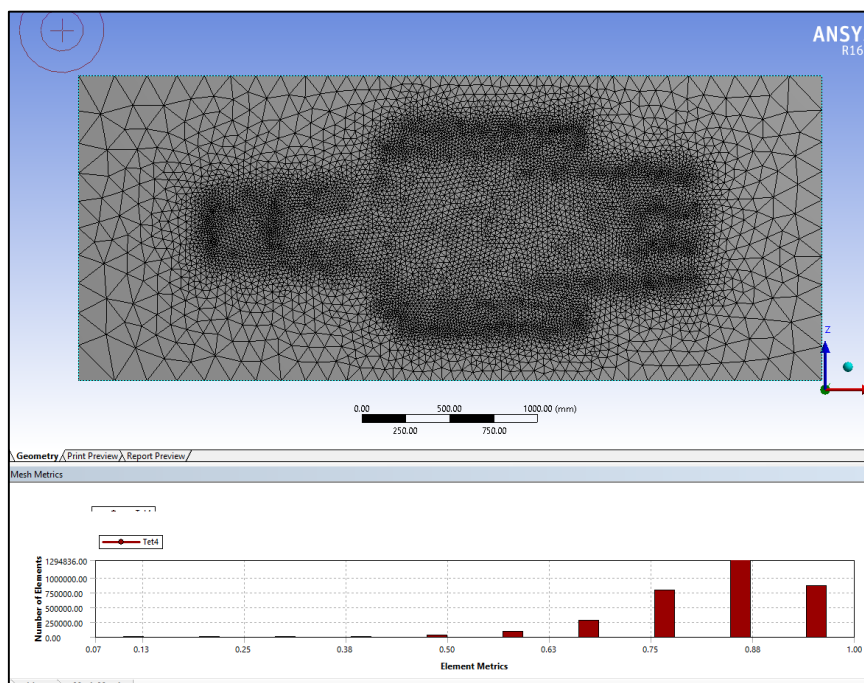 ANSY
R16
Z
0.00 500.00 1000.00 (mm)
250.00 750.00
Geometry Print Preview Report Preview
Mesh Metrics
Tet4
Number of Elements
1294836.00
1000000.00
750000.00
500000.00
250000.00
0.00
0.07 0.13 0.25 0.38 0.50 0.63 0.75 0.88 1.00
Element Metrics